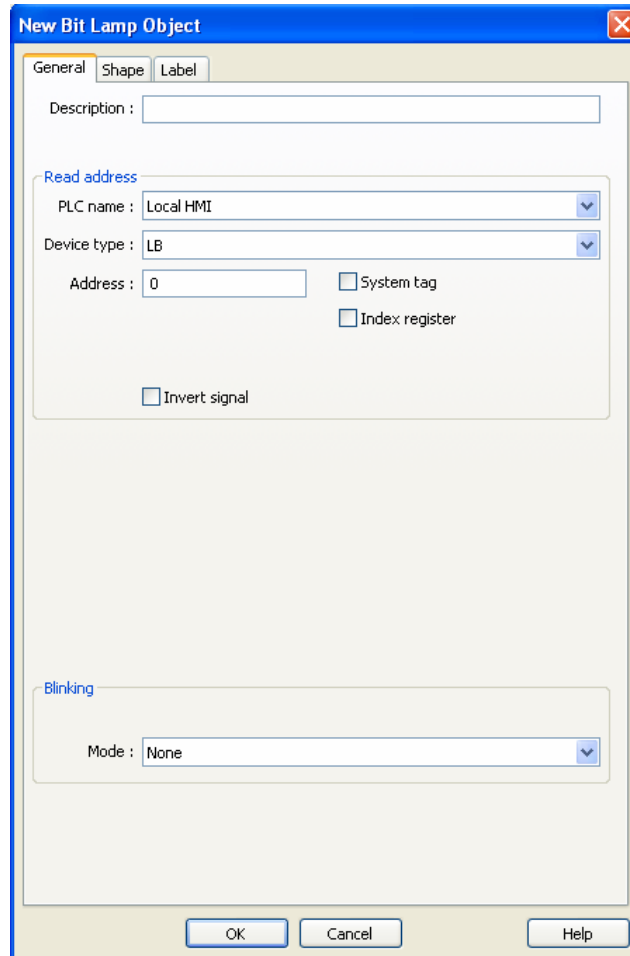 New Bit Lamp Object
General Shape Label
Description :
Read address
PLC name : Local HMI
Device type : LB
Address : 0 System tag
Index register
Invert signal
Blinking
Mode : None
OK Cancel Help